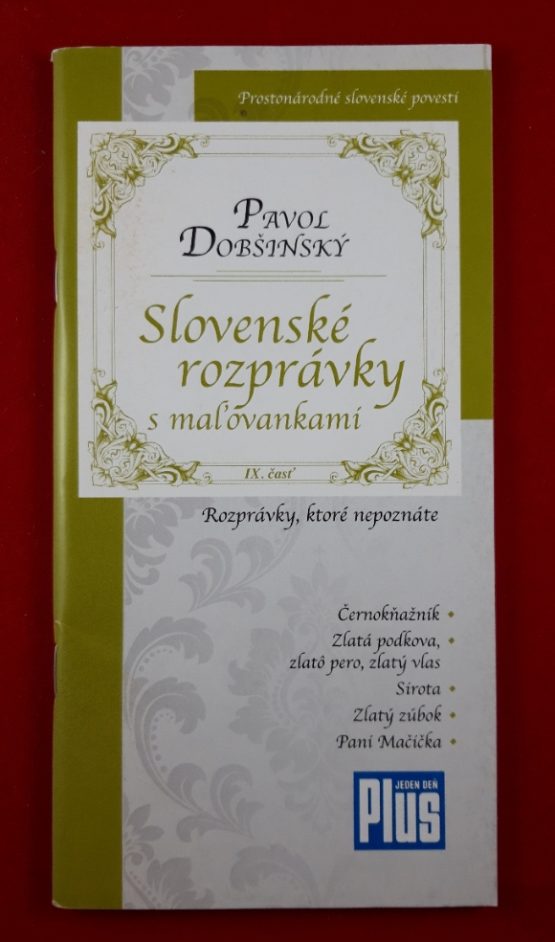 Prostonárodné slovenské povesti
PAVOL
DOBŠINSKÝ
Slovenské
rozprávky
s maľovankami
IX. časť
Rozprávky, ktoré nepoznáte
Černokňažník •
Zlatá podkova,
zlatô pero, zlatý vlas •
Sirota •
Zlatý zúbok •
Pani Mačička •
JEDEN DEŇ
Plus